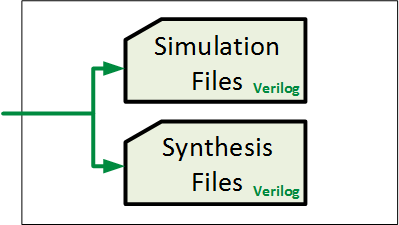 Simulation
Files
Verilog
Synthesis
Files
Verilog